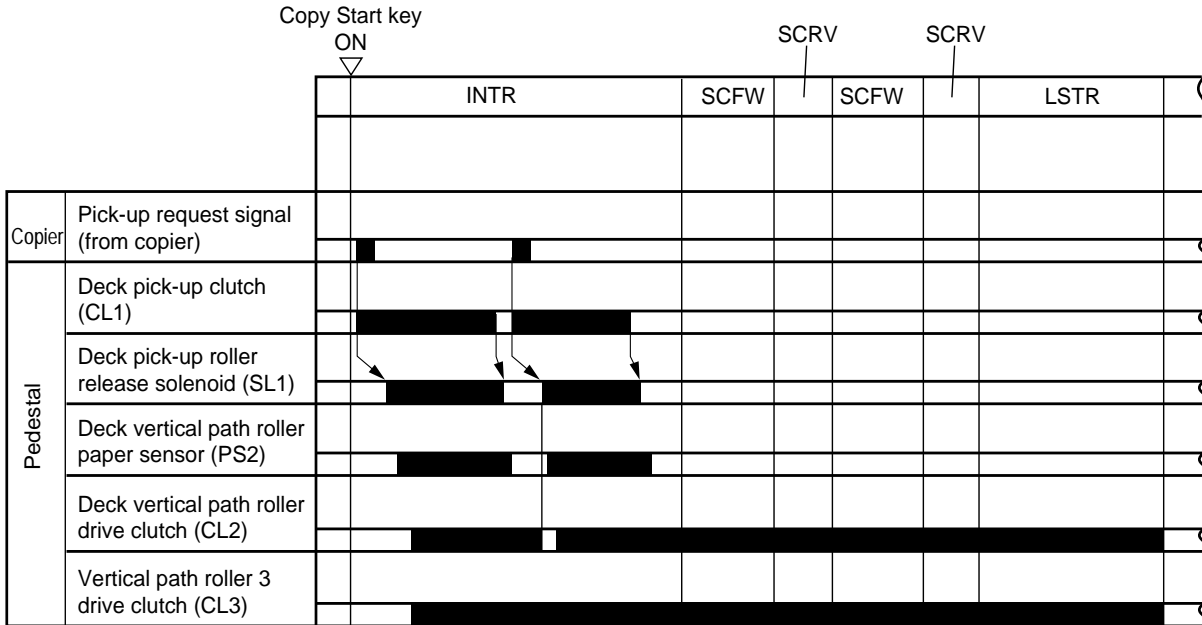 Copy Start key
ON
SCRV
SCRV
INTR
SCFW
SCFW
LSTR
Copier
Pick-up request signal
(from copier)
Pedestal
Deck pick-up clutch
(CL1)
Deck pick-up roller
release solenoid (SL1)
Deck vertical path roller
paper sensor (PS2)
Deck vertical path roller
drive clutch (CL2)
Vertical path roller 3
drive clutch (CL3)